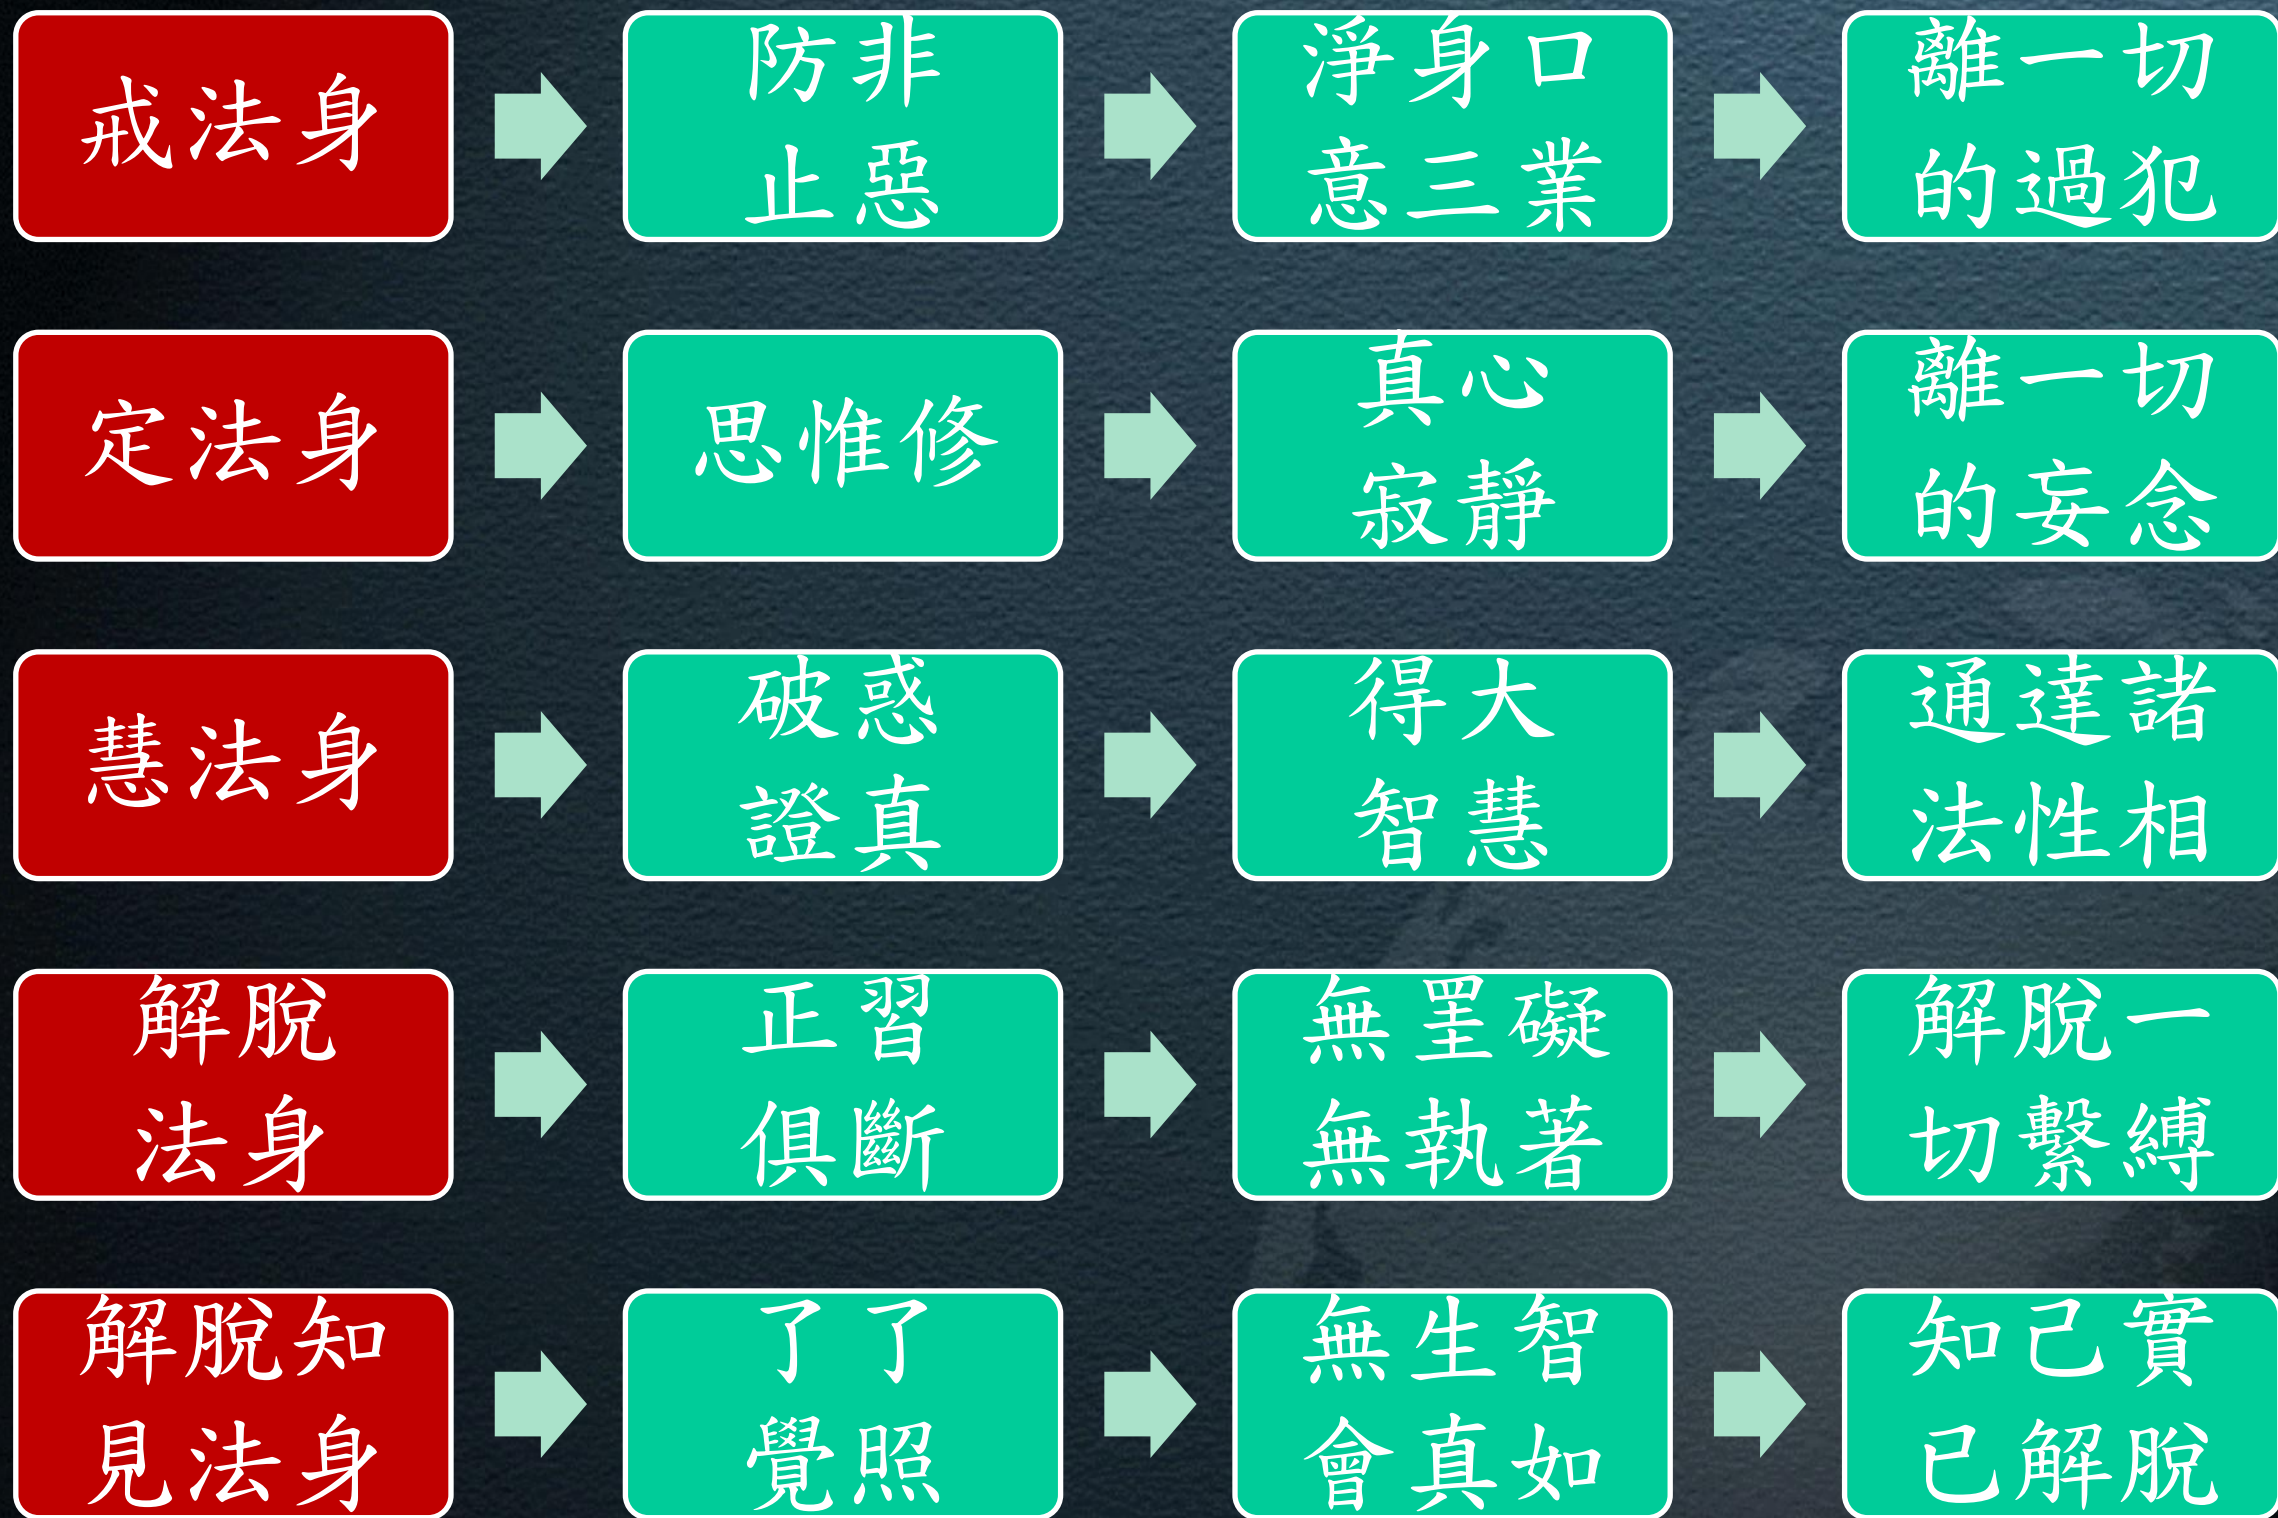 戒法身
防非
止惡
淨身口
意三業
離一切
的過犯
定法身
思惟修
真心
寂靜
離一切
的妄念
慧法身
破惑
證真
得大
智慧
通達諸
法性相
解脫
法身
正習
俱斷
無罣礙
無執著
解脫一
切繫縛
解脫知
見法身
了了
覺照
無生智
會真如
知己實
已解脫